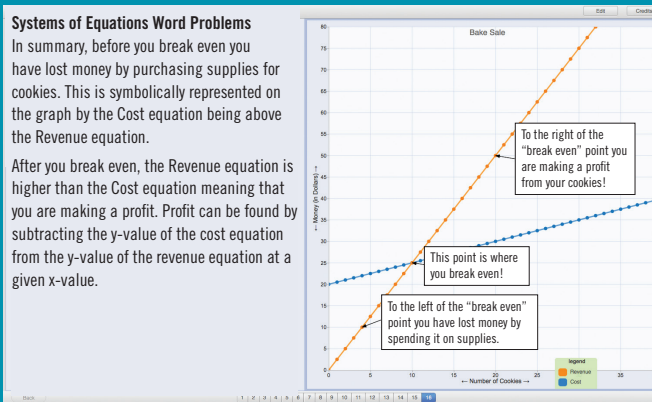 Edit
Credits
Systems of Equations Word Problems
In summary, before you break even you
have lost money by purchasing supplies for
cookies. This is symbolically represented on
the graph by the Cost equation being above
the Revenue equation.
After you break even, the Revenue equation is
higher than the Cost equation meaning that
you are making a profit. Profit can be found by
subtracting the y-value of the cost equation
from the y-value of the revenue equation at a
given x-value.
Bake Sale
← Money (in Dollars) →
80
75
70
65
60
55
50
45
40
35
30
25
20
15
10
5
0
To the right of the
“break even” point you
are making a profit
from your cookies!
This point is where
you break even!
To the left of the “break even”
point you have lost money by
spending it on supplies.
0 5 10 15 20 25 30 35
← Number of Cookies →
legend
Revenue
Cost
Back
1 2 3 4 5 6 7 8 9 10 11 12 13 14 15 16